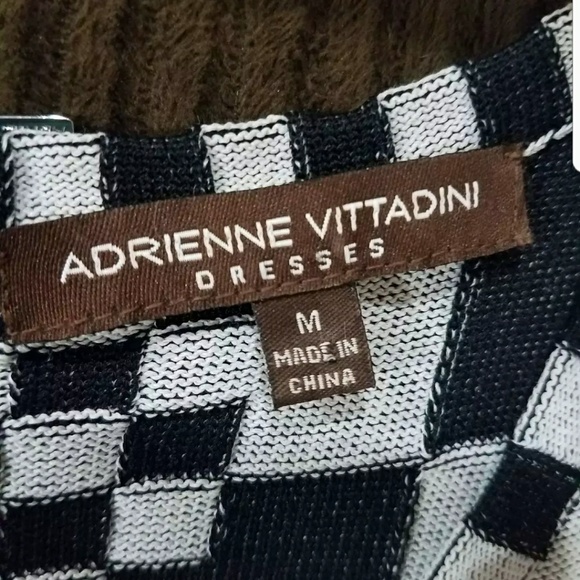 ADRIENNE VITTADINI
DRESSES
M
MADE IN
CHINA